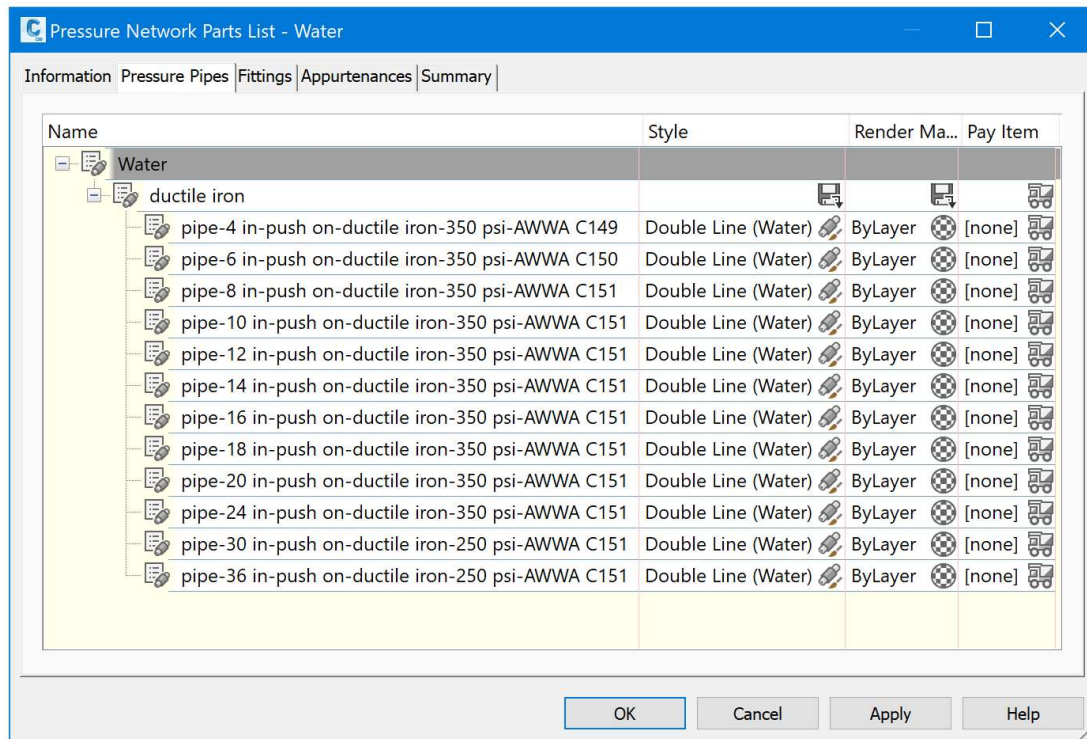 Pressure Network Parts List - Water
Information Pressure Pipes Fittings Appurtenances Summary
Name Style Render Ma... Pay Item
Water
ductile iron
pipe-4 in-push on-ductile iron-350 psi-AWWA C149 Double Line (Water) ByLayer [none]
pipe-6 in-push on-ductile iron-350 psi-AWWA C150 Double Line (Water) ByLayer [none]
pipe-8 in-push on-ductile iron-350 psi-AWWA C151 Double Line (Water) ByLayer [none]
pipe-10 in-push on-ductile iron-350 psi-AWWA C151 Double Line (Water) ByLayer [none]
pipe-12 in-push on-ductile iron-350 psi-AWWA C151 Double Line (Water) ByLayer [none]
pipe-14 in-push on-ductile iron-350 psi-AWWA C151 Double Line (Water) ByLayer [none]
pipe-16 in-push on-ductile iron-350 psi-AWWA C151 Double Line (Water) ByLayer [none]
pipe-18 in-push on-ductile iron-350 psi-AWWA C151 Double Line (Water) ByLayer [none]
pipe-20 in-push on-ductile iron-350 psi-AWWA C151 Double Line (Water) ByLayer [none]
pipe-24 in-push on-ductile iron-350 psi-AWWA C151 Double Line (Water) ByLayer [none]
pipe-30 in-push on-ductile iron-250 psi-AWWA C151 Double Line (Water) ByLayer [none]
pipe-36 in-push on-ductile iron-250 psi-AWWA C151 Double Line (Water) ByLayer [none]
OK Cancel Apply Help